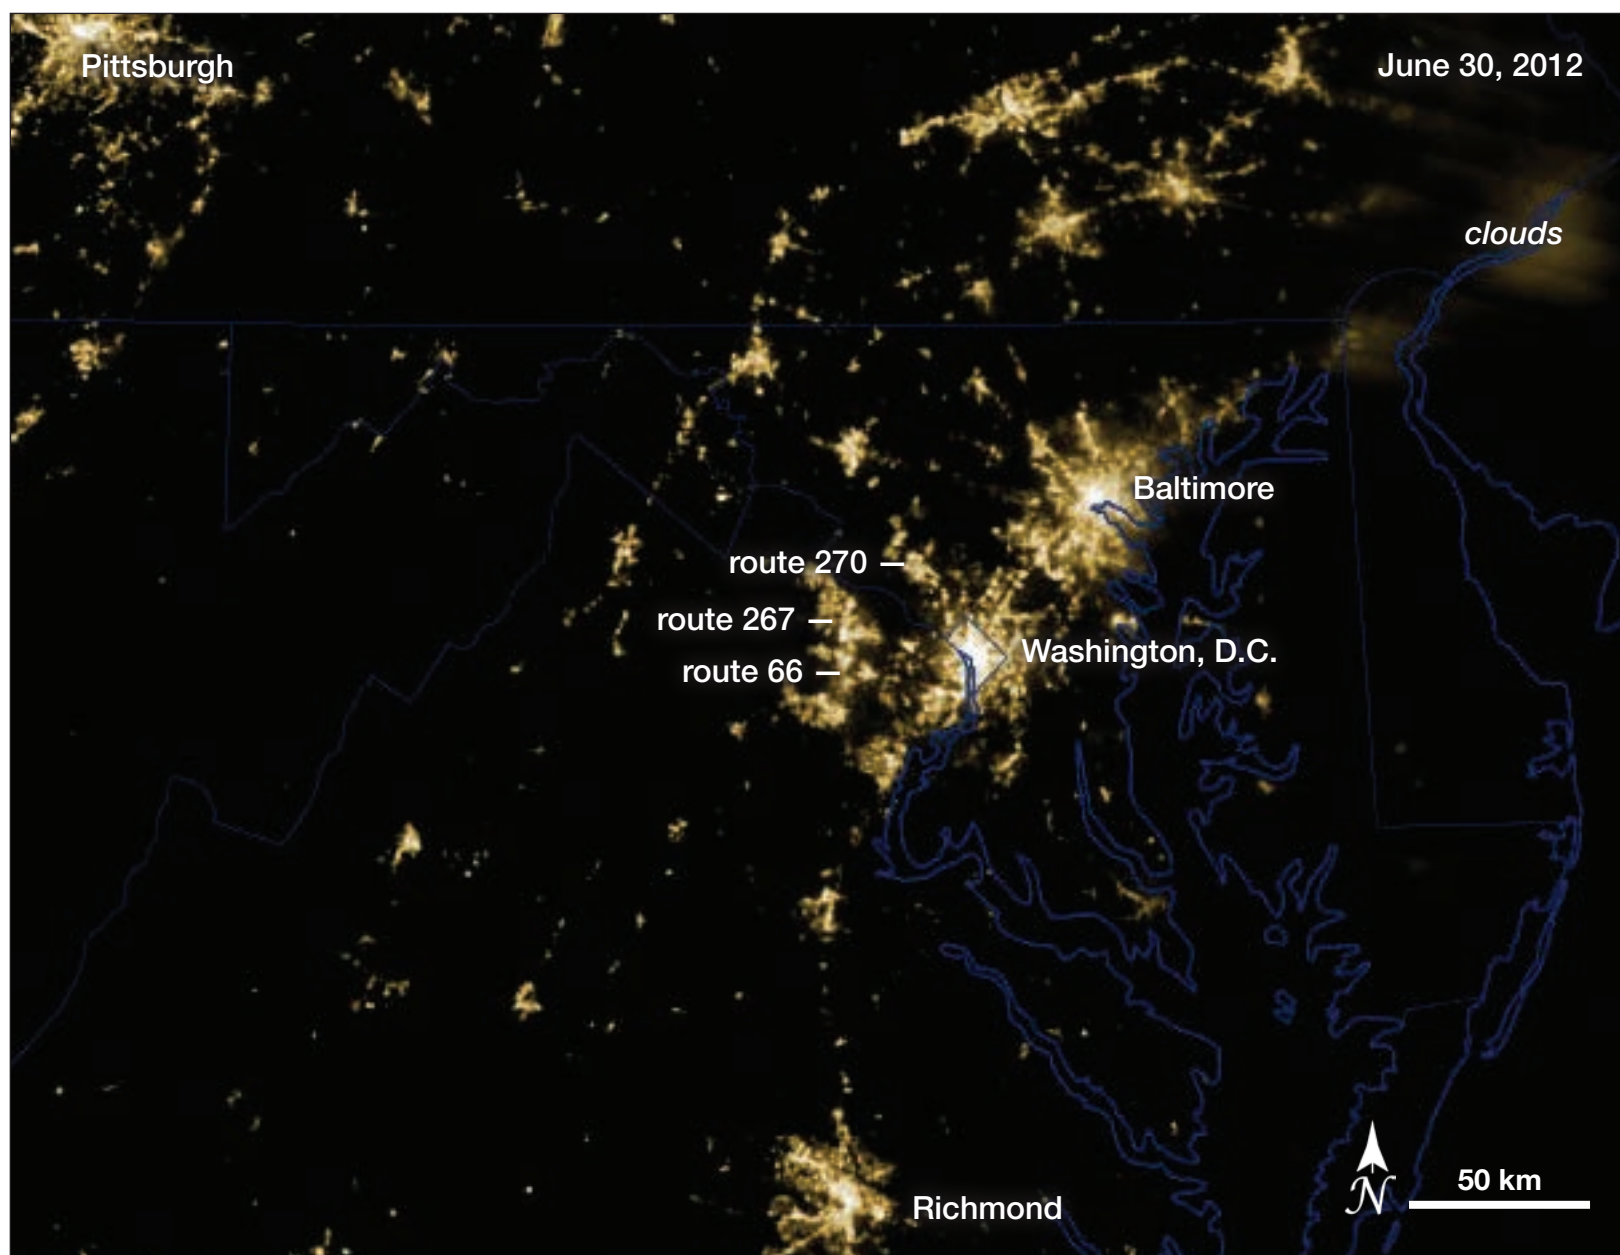 Pittsburgh
June 30, 2012
clouds
Baltimore
route 270
route 267
Washington, D.C.
route 66
Richmond
50 km
N